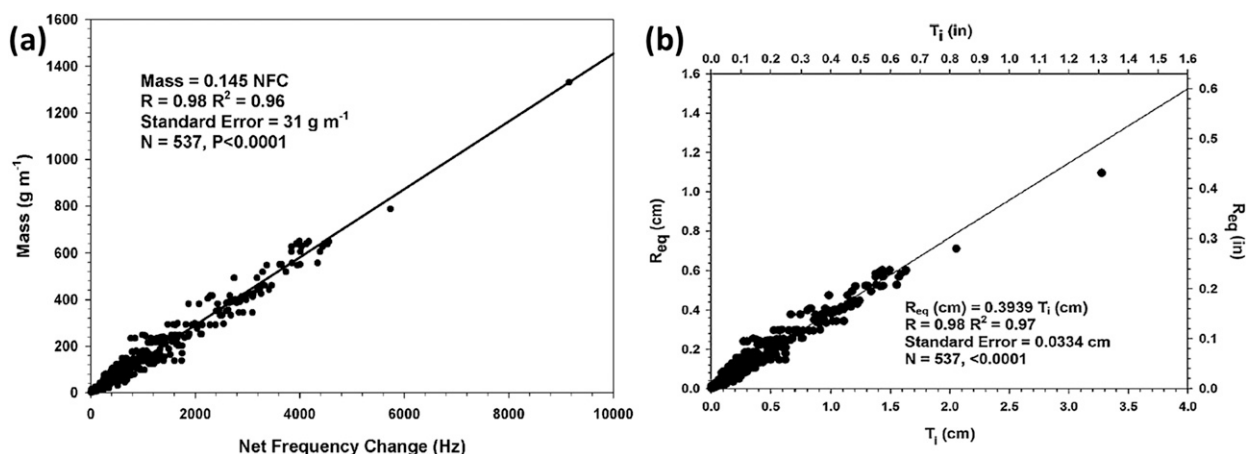 (a)
1600
1400
1200
1000
800
600
400
200
0
Mass (g m⁻¹)
Mass = 0.145 NFC
R = 0.98 R² = 0.96
Standard Error = 31 g m⁻¹
N = 537, P<0.0001
0 2000 4000 6000 8000 10000
Net Frequency Change (Hz)
(b)
Tᵢ (in)
0.0 0.1 0.2 0.3 0.4 0.5 0.6 0.7 0.8 0.9 1.0 1.1 1.2 1.3 1.4 1.5 1.6
1.6
1.4
1.2
1.0
0.8
0.6
0.4
0.2
0.0
R_eq (cm)
R_eq (cm) = 0.3939 Tᵢ (cm)
R = 0.98 R² = 0.97
Standard Error = 0.0334 cm
N = 537, <0.0001
0.6
0.5
0.4
0.3
0.2
0.1
0.0
R_eq (in)
0.0 0.5 1.0 1.5 2.0 2.5 3.0 3.5 4.0
Tᵢ (cm)